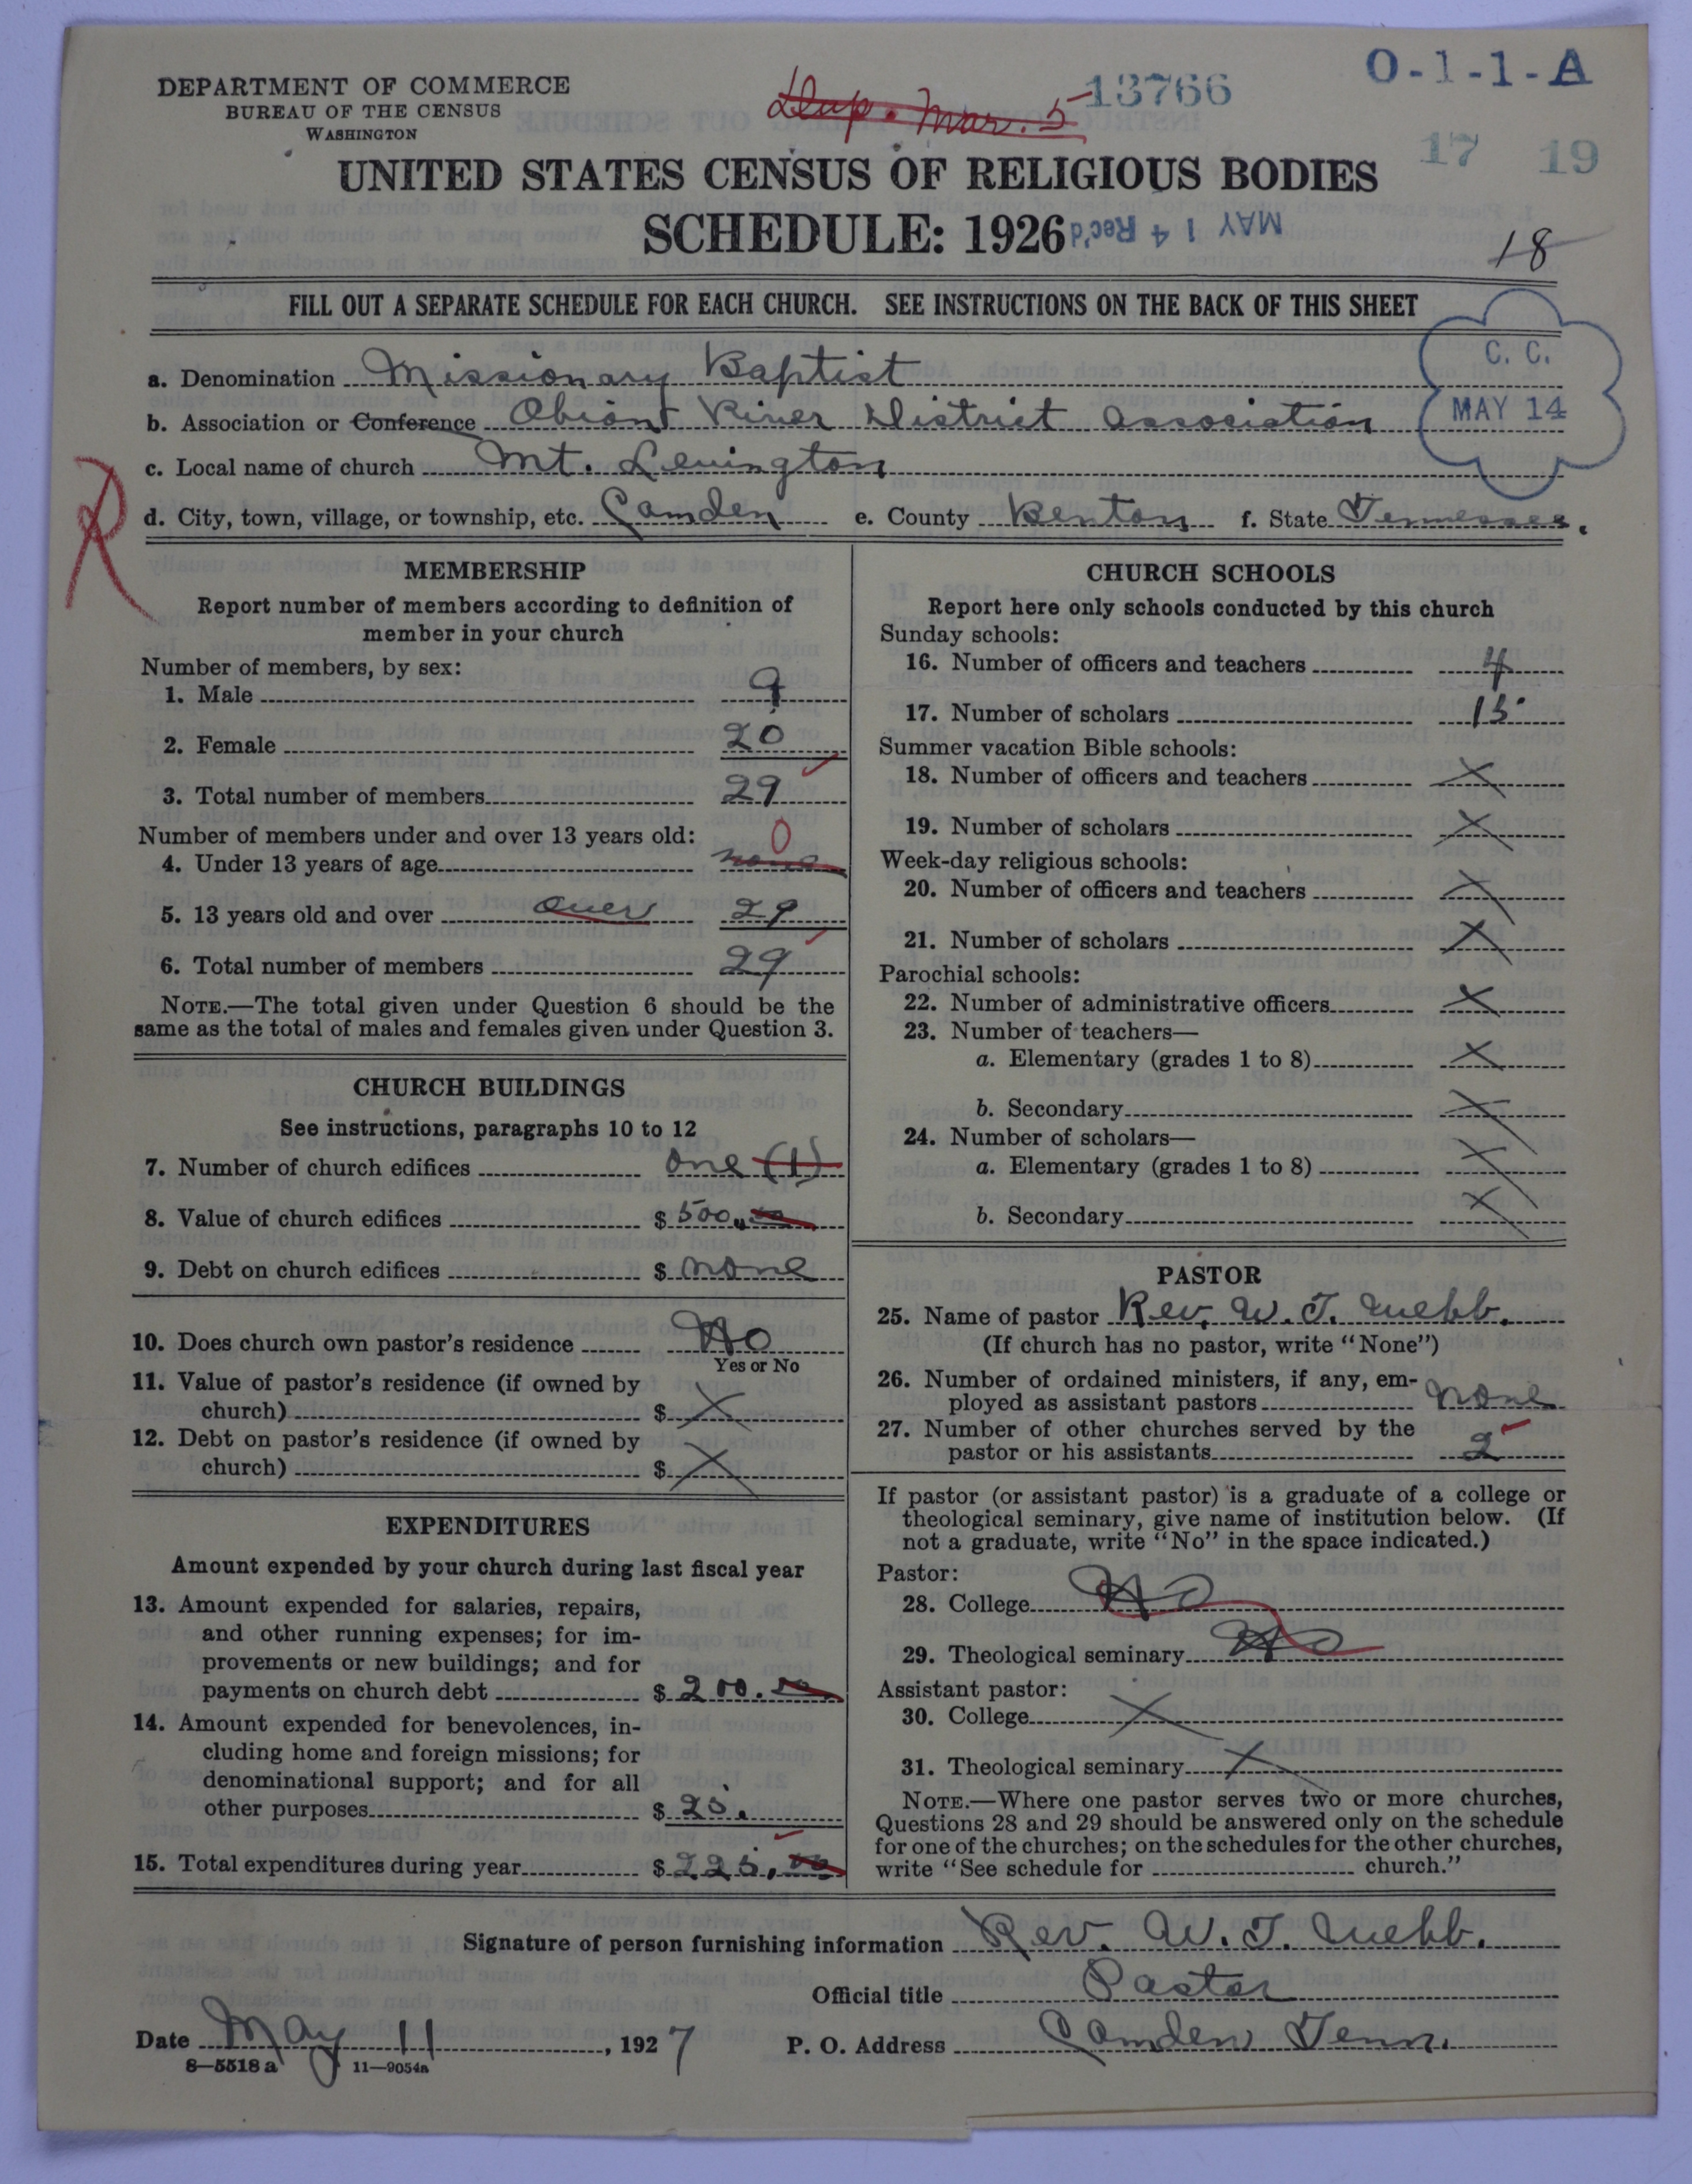 DEPARTMENT OF COMMERCE
BUREAU OF THE CENSUS
WASHINGTON
Dup. Mar. 5
13766
O-1-1-A
17 19
UNITED STATES CENSUS OF RELIGIOUS BODIES
SCHEDULE: 1926
MAY 14 Rec'd
18
FILL OUT A SEPARATE SCHEDULE FOR EACH CHURCH. SEE INSTRUCTIONS ON THE BACK OF THIS SHEET
C. C.
MAY 14
a. Denomination Missionary Baptist
b. Association or Conference Obion River District Association
c. Local name of church Mt. Levington
d. City, town, village, or township, etc. Camden e. County Benton f. State Tennessee.
R
MEMBERSHIP
Report number of members according to definition of
member in your church
Number of members, by sex:
1. Male 9
2. Female 20
3. Total number of members 29
Number of members under and over 13 years old:
0
4. Under 13 years of age none
5. 13 years old and over over 29
6. Total number of members 29
NOTE.—The total given under Question 6 should be the
same as the total of males and females given under Question 3.
CHURCH BUILDINGS
See instructions, paragraphs 10 to 12
7. Number of church edifices one (1)
8. Value of church edifices $ 500.00
9. Debt on church edifices $ none
10. Does church own pastor's residence No
Yes or No
11. Value of pastor's residence (if owned by
church) $ X
12. Debt on pastor's residence (if owned by
church) $ X
EXPENDITURES
Amount expended by your church during last fiscal year
13. Amount expended for salaries, repairs,
and other running expenses; for im-
provements or new buildings; and for
payments on church debt $ 200.00
14. Amount expended for benevolences, in-
cluding home and foreign missions; for
denominational support; and for all
other purposes $ 25.
15. Total expenditures during year $ 225.00
CHURCH SCHOOLS
Report here only schools conducted by this church
Sunday schools:
16. Number of officers and teachers 4
17. Number of scholars 15
Summer vacation Bible schools:
18. Number of officers and teachers X
19. Number of scholars X
Week-day religious schools:
20. Number of officers and teachers X
21. Number of scholars X
Parochial schools:
22. Number of administrative officers X
23. Number of teachers—
a. Elementary (grades 1 to 8) X
b. Secondary X
24. Number of scholars—
a. Elementary (grades 1 to 8) X
b. Secondary X
PASTOR
25. Name of pastor Rev. W. T. Webb.
(If church has no pastor, write "None")
26. Number of ordained ministers, if any, em-
ployed as assistant pastors none
27. Number of other churches served by the
pastor or his assistants 2
If pastor (or assistant pastor) is a graduate of a college or
theological seminary, give name of institution below. (If
not a graduate, write "No" in the space indicated.)
Pastor:
28. College No
29. Theological seminary No
Assistant pastor:
30. College X
31. Theological seminary X
NOTE.—Where one pastor serves two or more churches,
Questions 28 and 29 should be answered only on the schedule
for one of the churches; on the schedules for the other churches,
write "See schedule for church."
Signature of person furnishing information Rev. W. T. Webb.
Official title Pastor
Date May 11, 1927 P. O. Address Camden Tenn.
8—5518 a 11—9054a